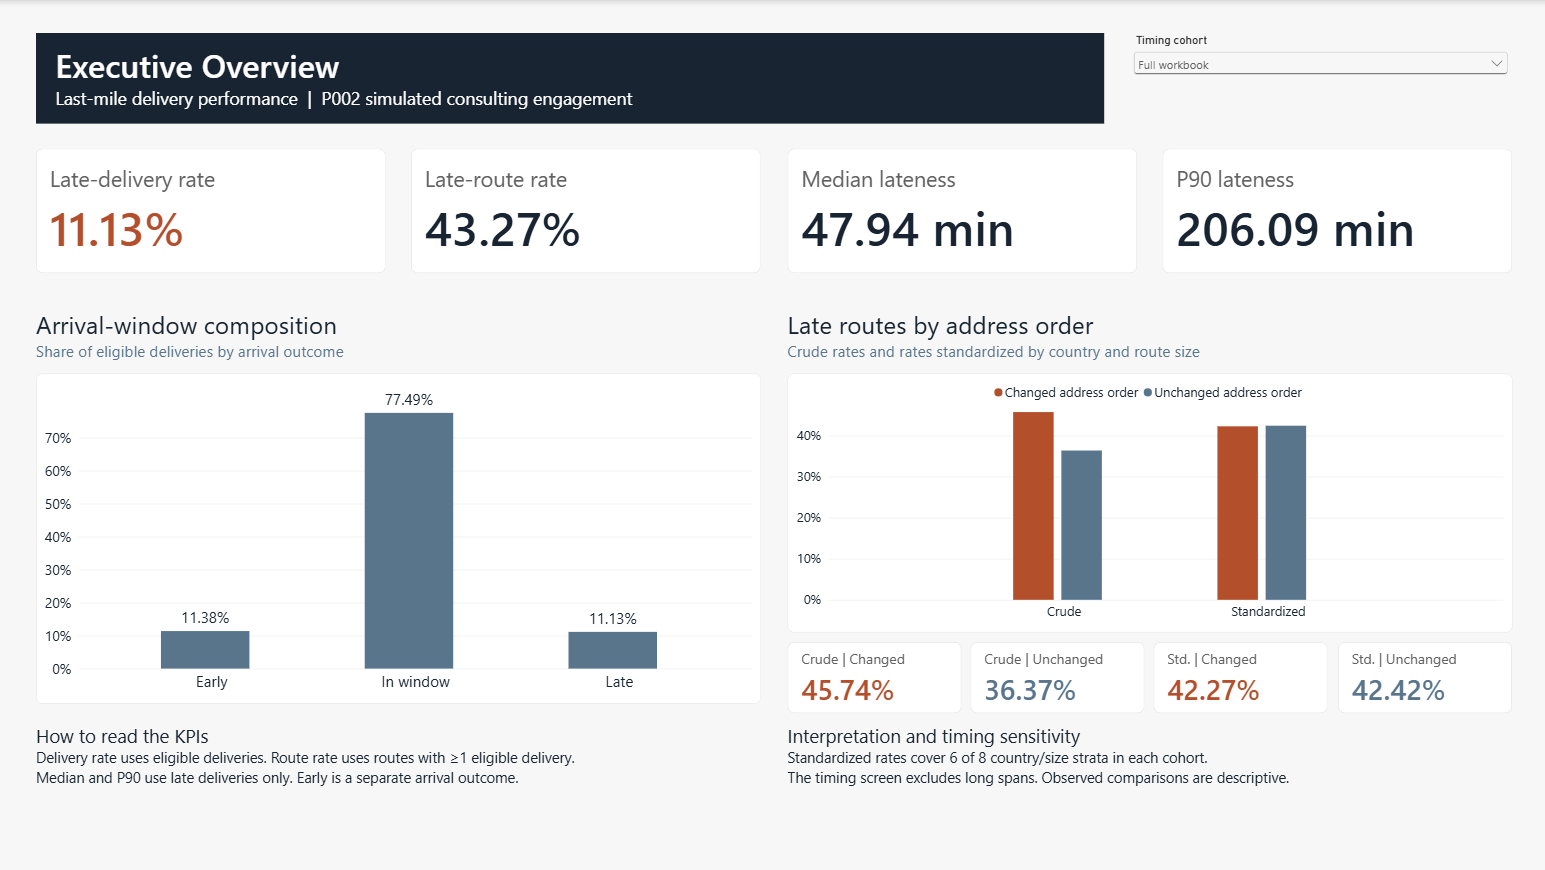 Executive Overview
Last-mile delivery performance | P002 simulated consulting engagement
Timing cohort
Full workbook
Late-delivery rate
11.13%
Late-route rate
43.27%
Median lateness
47.94 min
P90 lateness
206.09 min
Arrival-window composition
Share of eligible deliveries by arrival outcome
70%
60%
50%
40%
30%
20%
10%
0%
11.38%
77.49%
11.13%
Early
In window
Late
How to read the KPIs
Delivery rate uses eligible deliveries. Route rate uses routes with ≥1 eligible delivery.
Median and P90 use late deliveries only. Early is a separate arrival outcome.
Late routes by address order
Crude rates and rates standardized by country and route size
Changed address order
Unchanged address order
40%
30%
20%
10%
0%
Crude
Standardized
Crude | Changed
45.74%
Crude | Unchanged
36.37%
Std. | Changed
42.27%
Std. | Unchanged
42.42%
Interpretation and timing sensitivity
Standardized rates cover 6 of 8 country/size strata in each cohort.
The timing screen excludes long spans. Observed comparisons are descriptive.